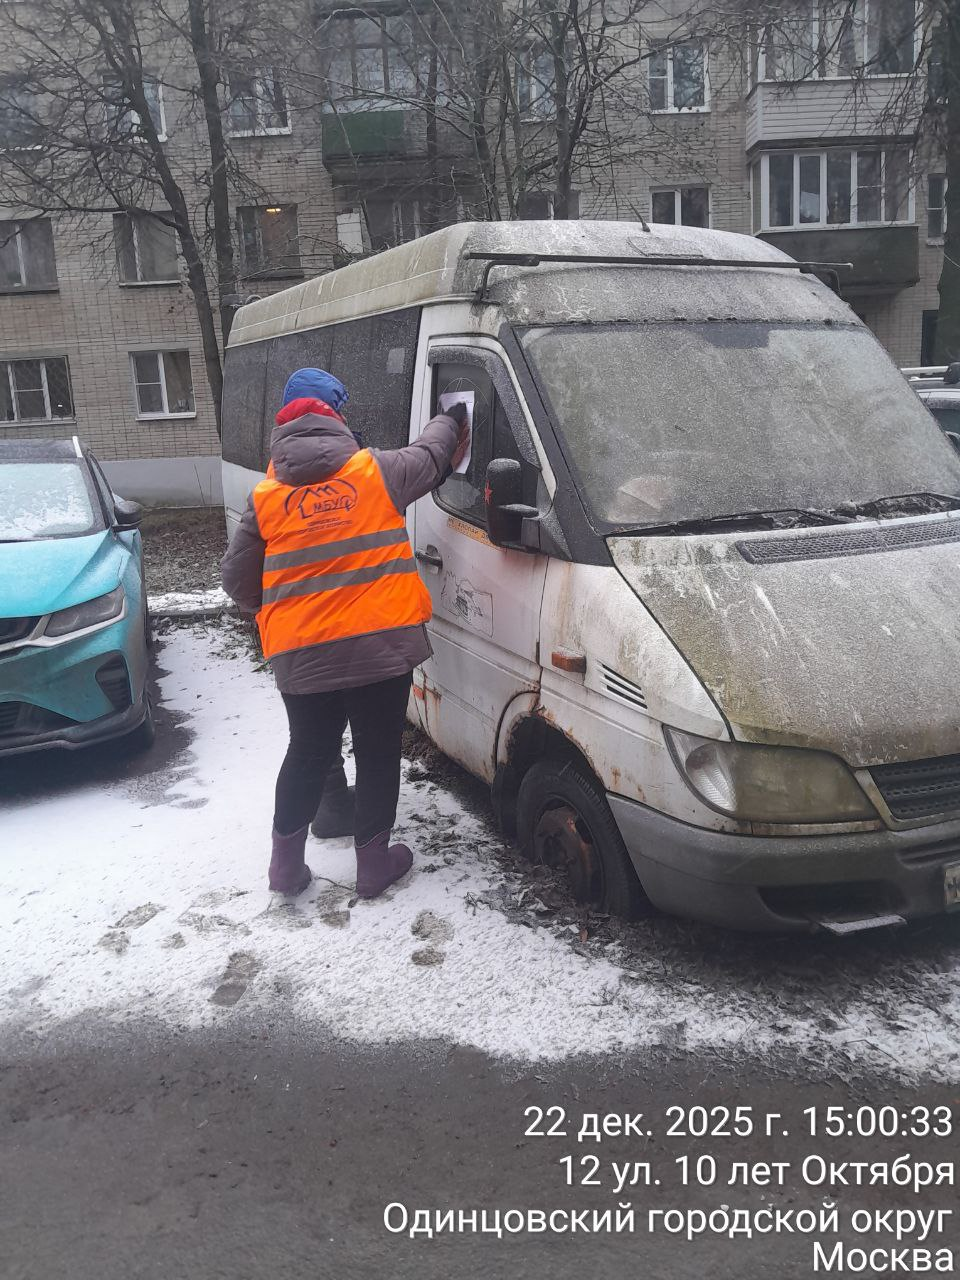 МБУ
22 дек. 2025 г. 15:00:33
12 ул. 10 лет Октября
Одинцовский городской округ
Москва